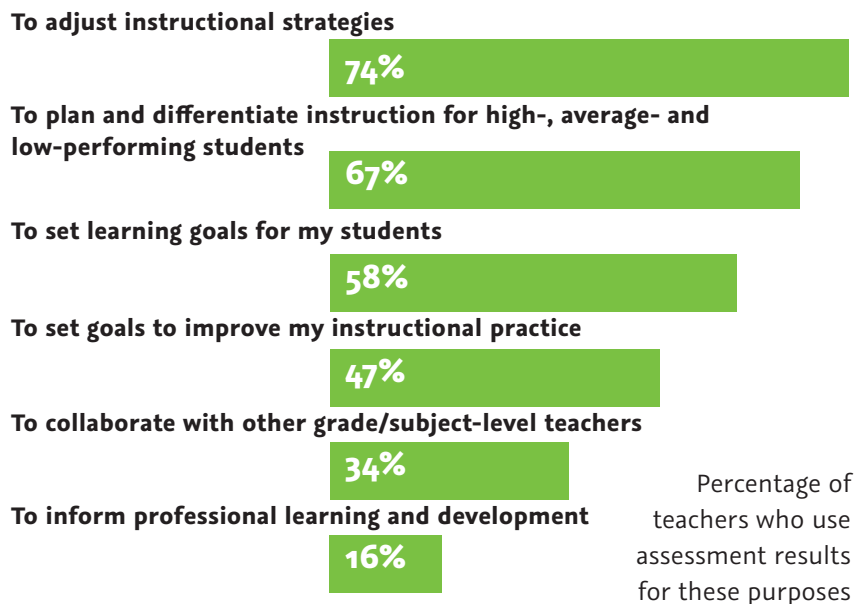 To adjust instructional strategies
74%
To plan and differentiate instruction for high-, average- and
low-performing students
67%
To set learning goals for my students
58%
To set goals to improve my instructional practice
47%
To collaborate with other grade/subject-level teachers
34%
To inform professional learning and development
16%
Percentage of
teachers who use
assessment results
for these purposes